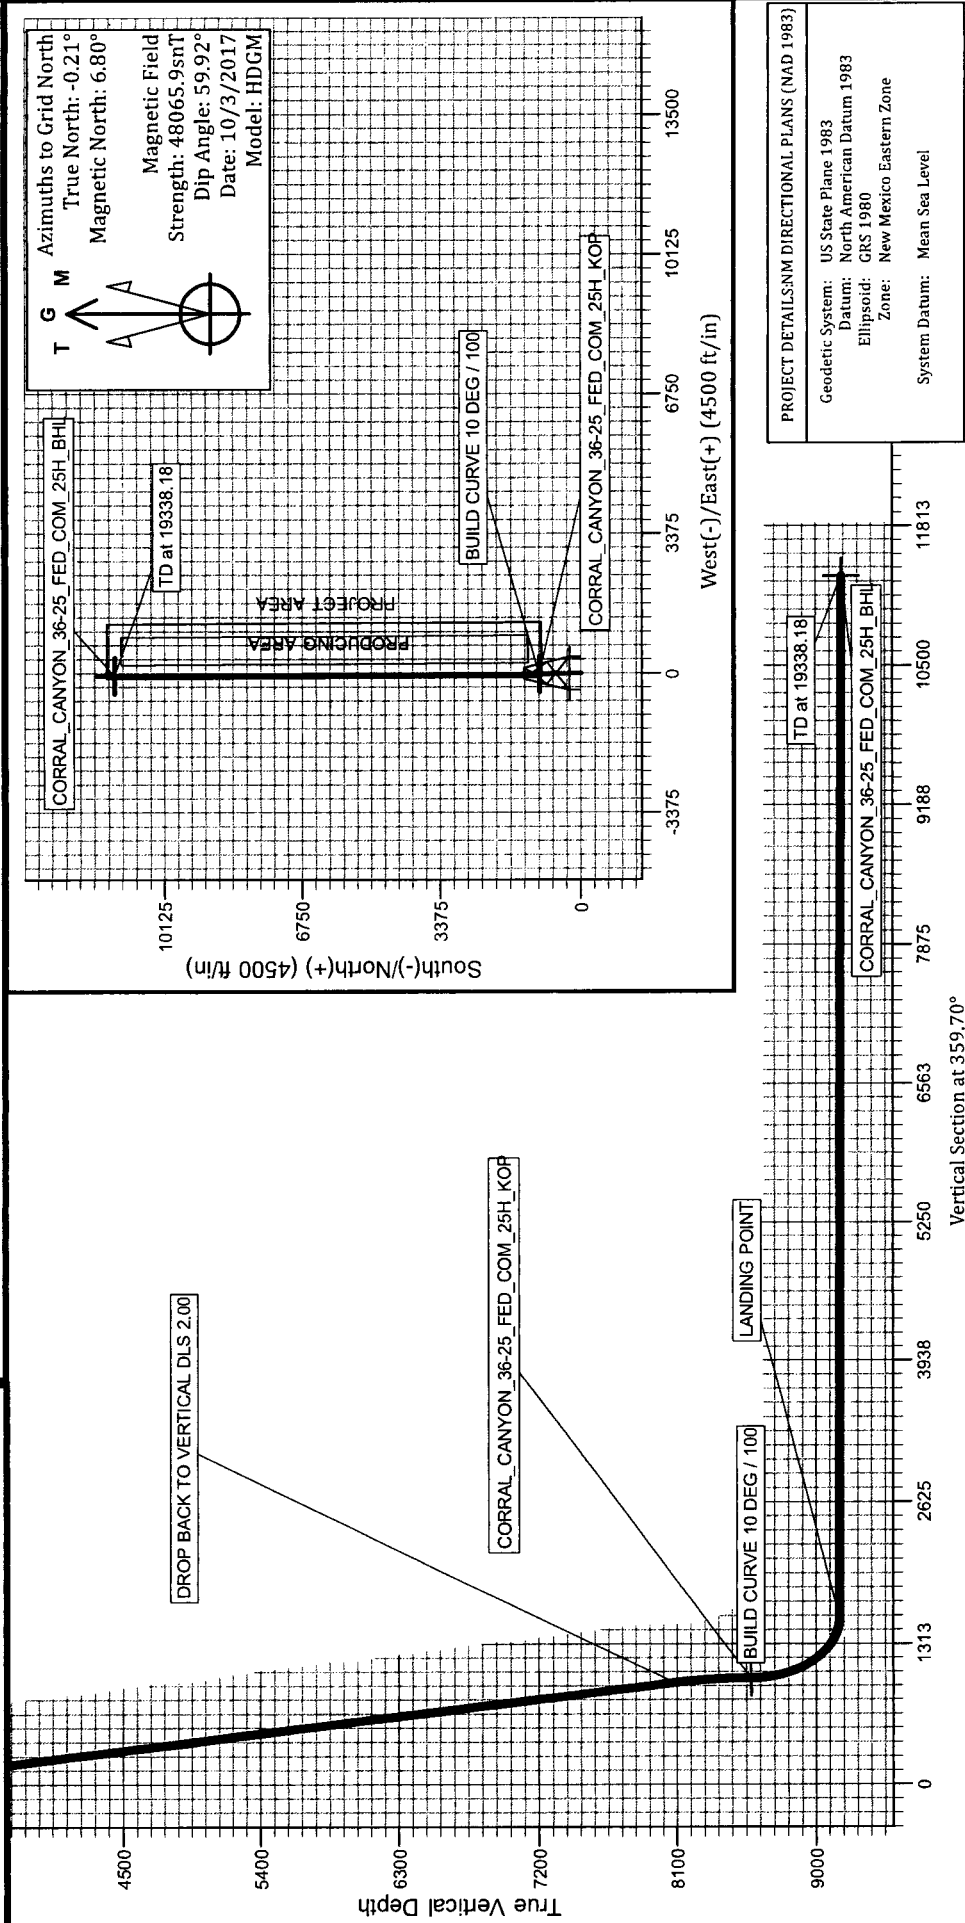 T G M
Azimuths to Grid North
True North: -0.21°
Magnetic North: 6.80°
Magnetic Field
Strength: 48065.9snT
Dip Angle: 59.92°
Date: 10/3/2017
Model: HDGM
CORRAL_CANYON_36-25_FED_COM_25H_BHL
TD at 19338.18
PROJECT AREA
PRODUCING AREA
BUILD CURVE 10 DEG / 100
CORRAL_CANYON_36-25_FED_COM_25H_KOP
South(-)/North(+) (4500 ft/in)
10125
6750
3375
0
-3375
0
3375
6750
10125
13500
West(-)/East(+) (4500 ft/in)
DROP BACK TO VERTICAL DLS 2.00
CORRAL_CANYON_36-25_FED_COM_25H_KOP
BUILD CURVE 10 DEG / 100
LANDING POINT
TD at 19338.18
CORRAL_CANYON_36-25_FED_COM_25H_BHL
True Vertical Depth
4500
5400
6300
7200
8100
9000
0
1313
2625
3938
5250
6563
7875
9188
10500
11813
Vertical Section at 359.70°
PROJECT DETAILS:NM DIRECTIONAL PLANS (NAD 1983)
Geodetic System: US State Plane 1983
Datum: North American Datum 1983
Ellipsoid: GRS 1980
Zone: New Mexico Eastern Zone
System Datum: Mean Sea Level